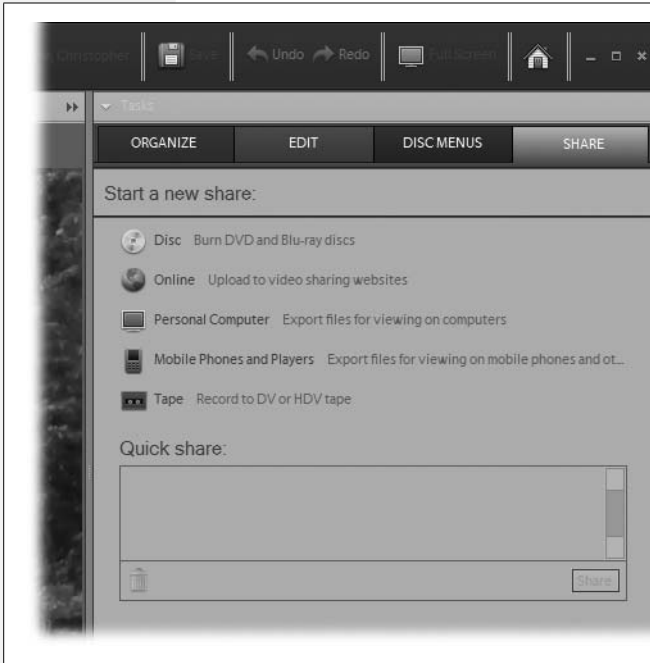 Christopher
Save
Undo
Redo
Full Screen
Tasks
ORGANIZE
EDIT
DISC MENUS
SHARE
Start a new share:
Disc Burn DVD and Blu-ray discs
Online Upload to video sharing websites
Personal Computer Export files for viewing on computers
Mobile Phones and Players Export files for viewing on mobile phones and ot...
Tape Record to DV or HDV tape
Quick share:
Share